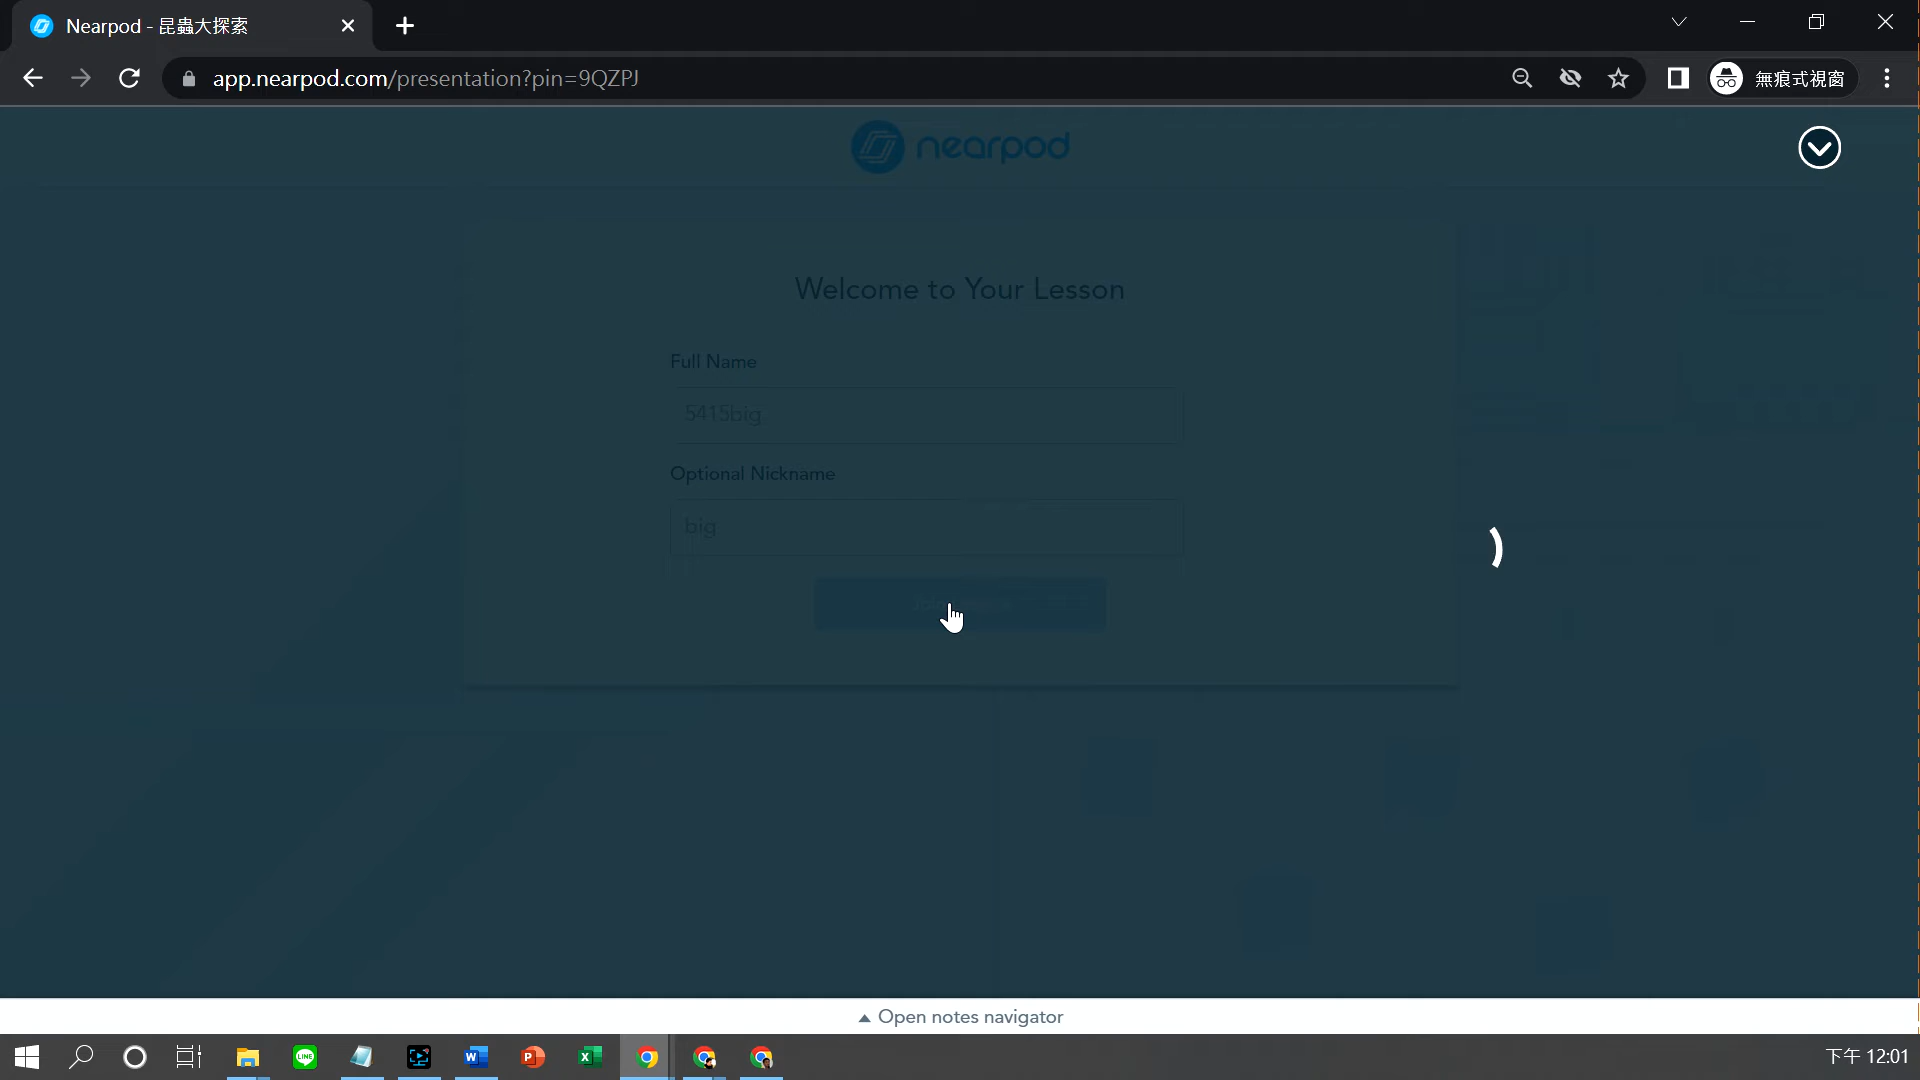 Nearpod - 昆蟲大探索
app.nearpod.com/presentation?pin=9QZPJ
無痕式視窗
nearpod
Welcome to Your Lesson
Full Name
5415big
Optional Nickname
big
Open notes navigator
下午 12:01